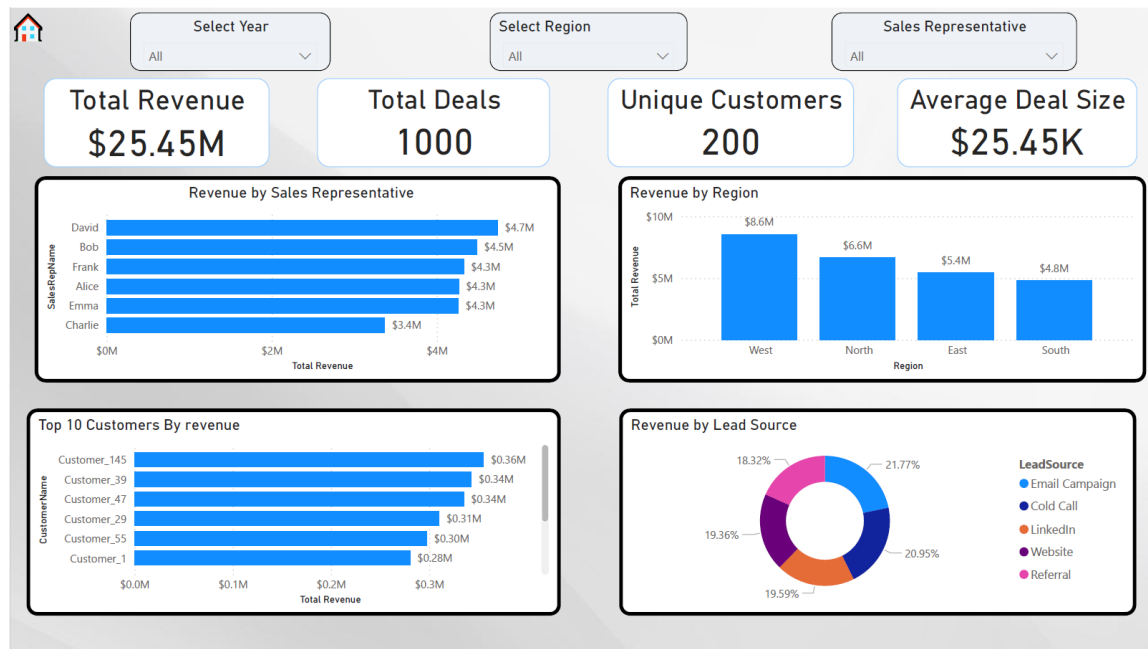 Select Year
All
Select Region
All
Sales Representative
All
Total Revenue
$25.45M
Total Deals
1000
Unique Customers
200
Average Deal Size
$25.45K
Revenue by Sales Representative
SalesRepName
David $4.7M
Bob $4.5M
Frank $4.3M
Alice $4.3M
Emma $4.3M
Charlie $3.4M
$0M $2M $4M
Total Revenue
Revenue by Region
Total Revenue
$10M
$5M
$0M
$8.6M
$6.6M
$5.4M
$4.8M
West North East South
Region
Top 10 Customers By revenue
CustomerName
Customer_145 $0.36M
Customer_39 $0.34M
Customer_47 $0.34M
Customer_29 $0.31M
Customer_55 $0.30M
Customer_1 $0.28M
$0.0M $0.1M $0.2M $0.3M
Total Revenue
Revenue by Lead Source
18.32%
21.77%
19.36%
20.95%
19.59%
LeadSource
Email Campaign
Cold Call
LinkedIn
Website
Referral